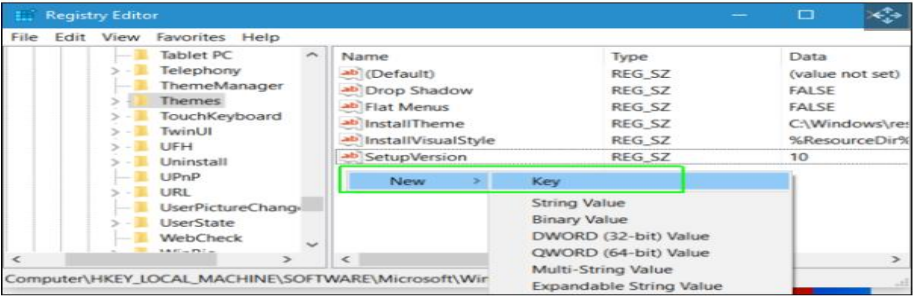 Registry Editor
File Edit View Favorites Help
Tablet PC
Telephony
ThemeManager
Themes
TouchKeyboard
TwinUI
UFH
Uninstall
UPnP
URL
UserPictureChang
UserState
WebCheck
Name Type Data
(Default) REG_SZ (value not set)
Drop Shadow REG_SZ FALSE
Flat Menus REG_SZ FALSE
InstallTheme REG_SZ C:\Windows\res
InstallVisualStyle REG_SZ %ResourceDir%
SetupVersion REG_SZ 10
New > Key
String Value
Binary Value
DWORD (32-bit) Value
QWORD (64-bit) Value
Multi-String Value
Expandable String Value
Computer\HKEY_LOCAL_MACHINE\SOFTWARE\Microsoft\Wir